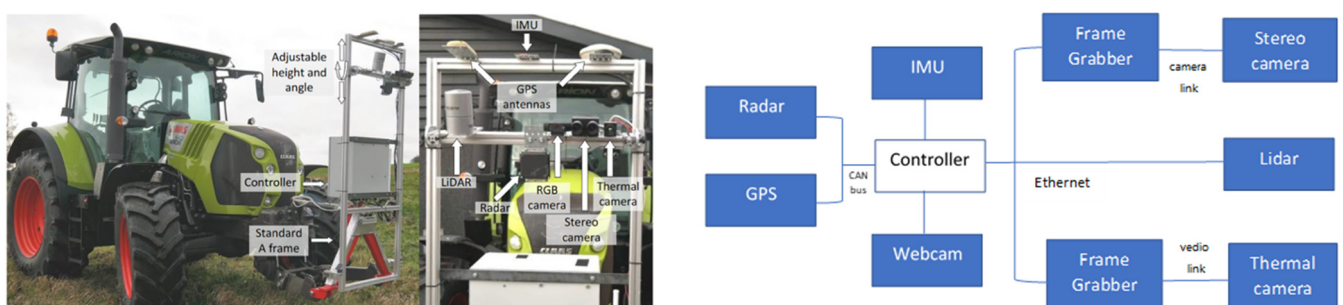 Adjustable
height and
angle
Controller
Standard
A frame
IMU
GPS
antennas
LiDAR
Radar
RGB
camera
Stereo
camera
Thermal
camera
CLAAS
Radar
GPS
CAN
bus
IMU
Controller
Webcam
Ethernet
Frame
Grabber
camera
link
Stereo
camera
Lidar
Frame
Grabber
vedio
link
Thermal
camera